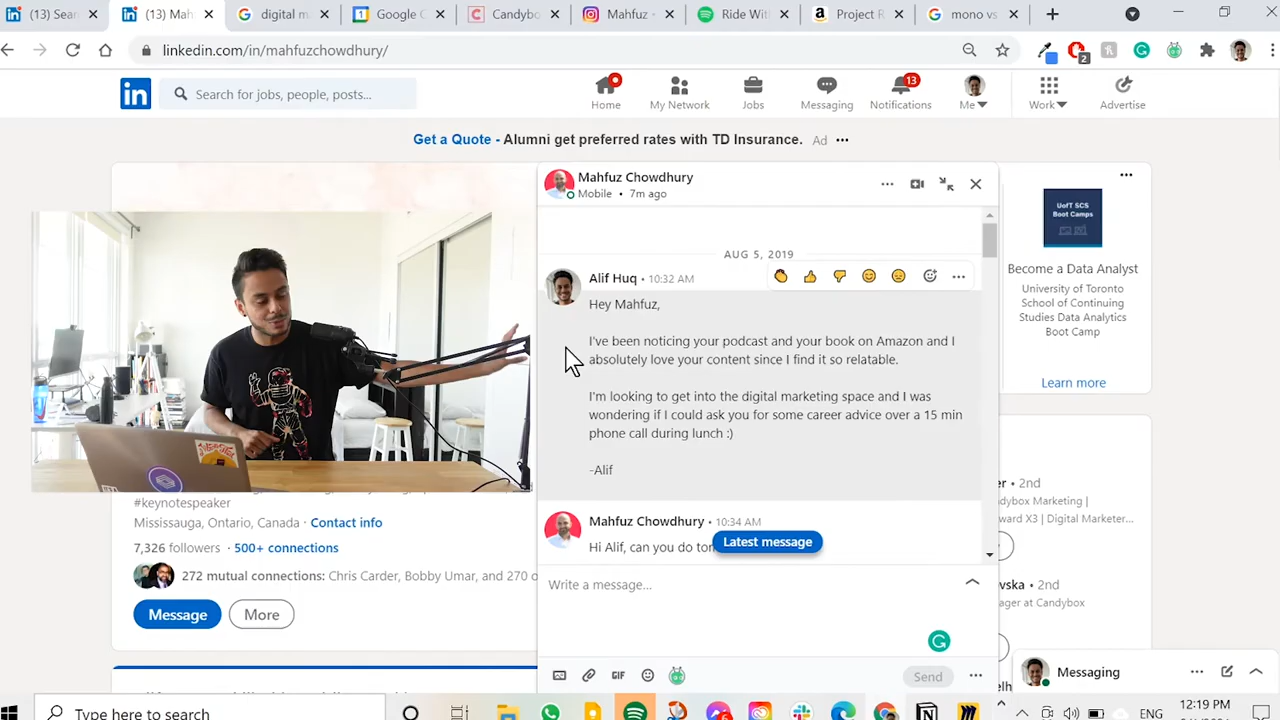 (13) Sear
(13) Mah
digital m
Google C
Candybo
Mahfuz
Ride Wit
Project R
mono vs
linkedin.com/in/mahfuzchowdhury/
2
in
Search for jobs, people, posts...
Home
My Network
Jobs
Messaging
13
Notifications
Me
Work
Advertise
Get a Quote - Alumni get preferred rates with TD Insurance. Ad
Mahfuz Chowdhury
Mobile • 7m ago
AUG 5, 2019
Alif Huq • 10:32 AM
Hey Mahfuz,
I've been noticing your podcast and your book on Amazon and I
absolutely love your content since I find it so relatable.
I'm looking to get into the digital marketing space and I was
wondering if I could ask you for some career advice over a 15 min
phone call during lunch :)
-Alif
Mahfuz Chowdhury • 10:34 AM
Hi Alif, can you do tom
Latest message
Write a message...
GIF
Send
#keynotespeaker
Mississauga, Ontario, Canada · Contact info
7,326 followers · 500+ connections
272 mutual connections: Chris Carder, Bobby Umar, and 270 o
Message
More
UofT SCS
Boot Camps
Become a Data Analyst
University of Toronto
School of Continuing
Studies Data Analytics
Boot Camp
Learn more
er • 2nd
dybox Marketing |
ward X3 | Digital Marketer...
vska • 2nd
ager at Candybox
Messaging
elh
Type here to search
ENG
12:19 PM